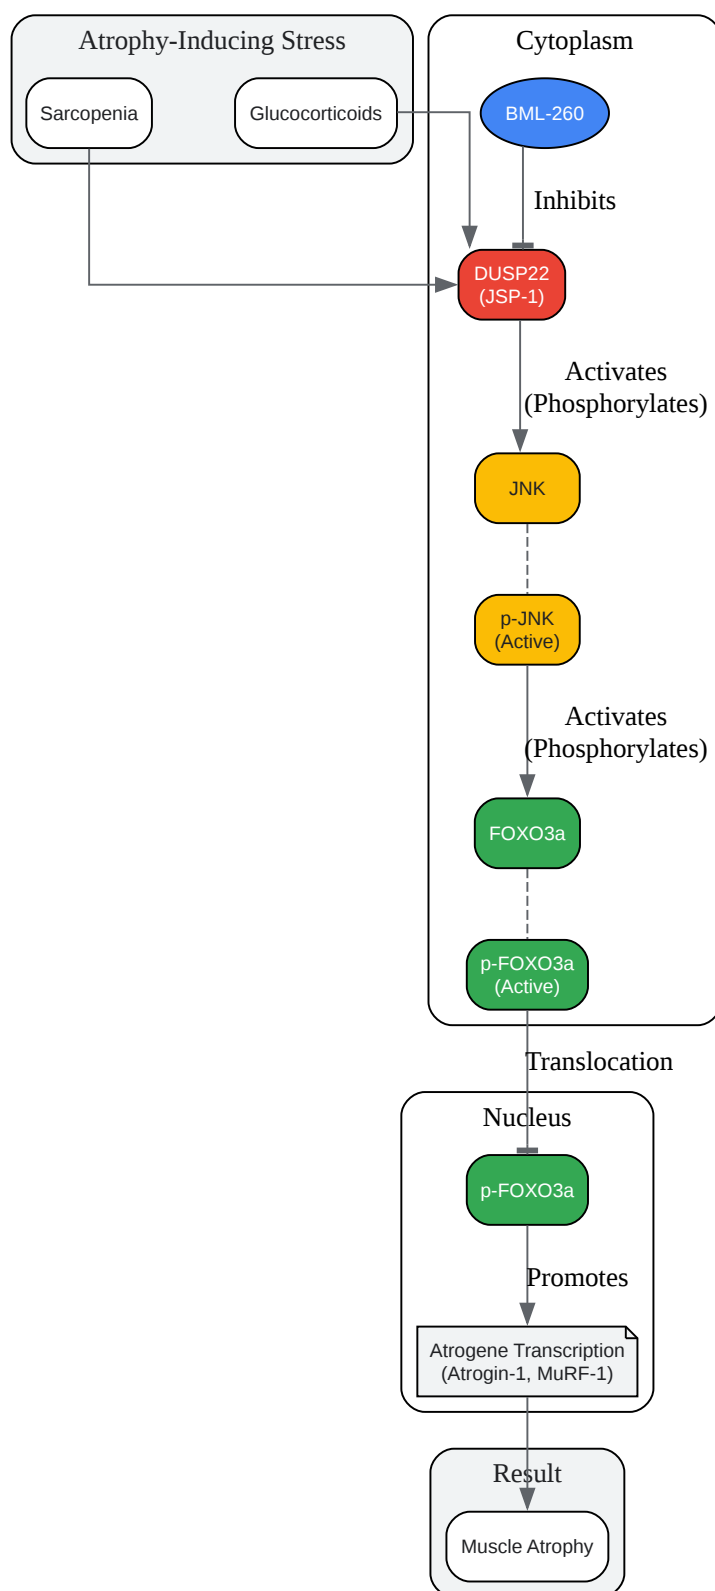 Atrophy-Inducing Stress
Sarcopenia
Glucocorticoids
Cytoplasm
BML-260
Inhibits
DUSP22
(JSP-1)
Activates
(Phosphorylates)
JNK
p-JNK
(Active)
Activates
(Phosphorylates)
FOXO3a
p-FOXO3a
(Active)
Translocation
Nucleus
p-FOXO3a
Promotes
Atrogene Transcription
(Atrogin-1, MuRF-1)
Result
Muscle Atrophy